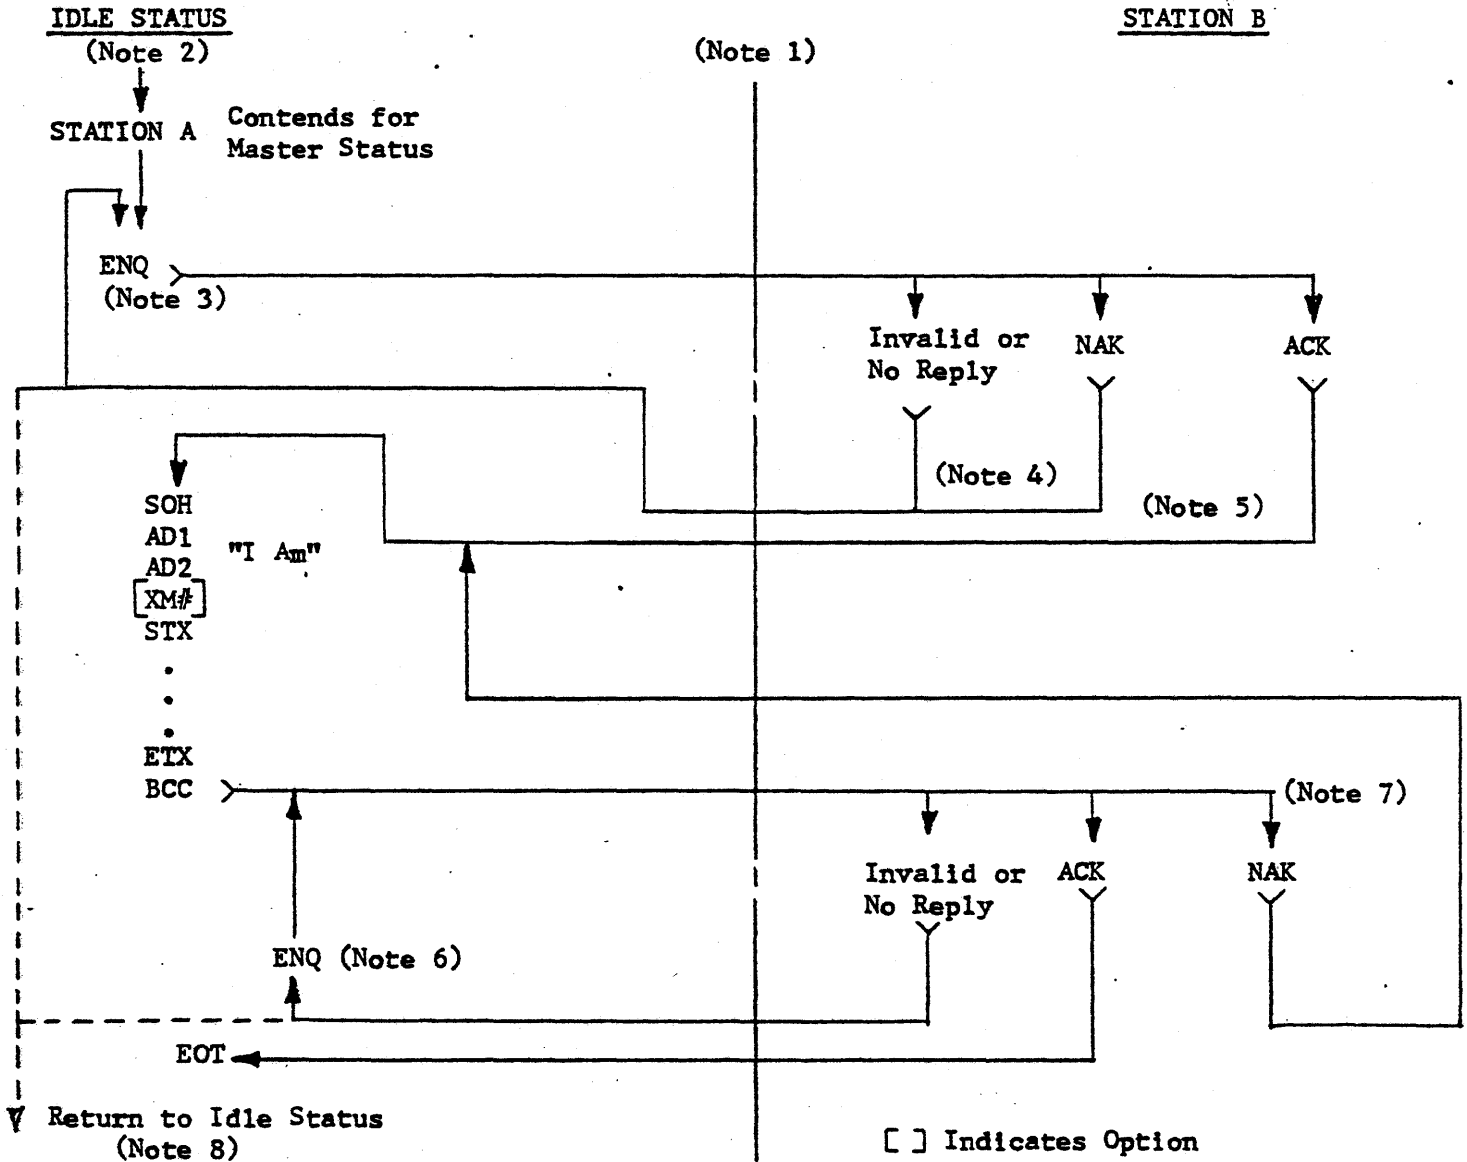 IDLE STATUS
(Note 2)
(Note 1)
STATION B
STATION A
Contends for
Master Status
ENQ
(Note 3)
Invalid or
No Reply
NAK
ACK
(Note 4)
(Note 5)
SOH
AD1
AD2
[XM#]
STX
"I Am"
ETX
BCC
(Note 7)
Invalid or
No Reply
ACK
NAK
ENQ (Note 6)
EOT
Return to Idle Status
(Note 8)
[ ] Indicates Option